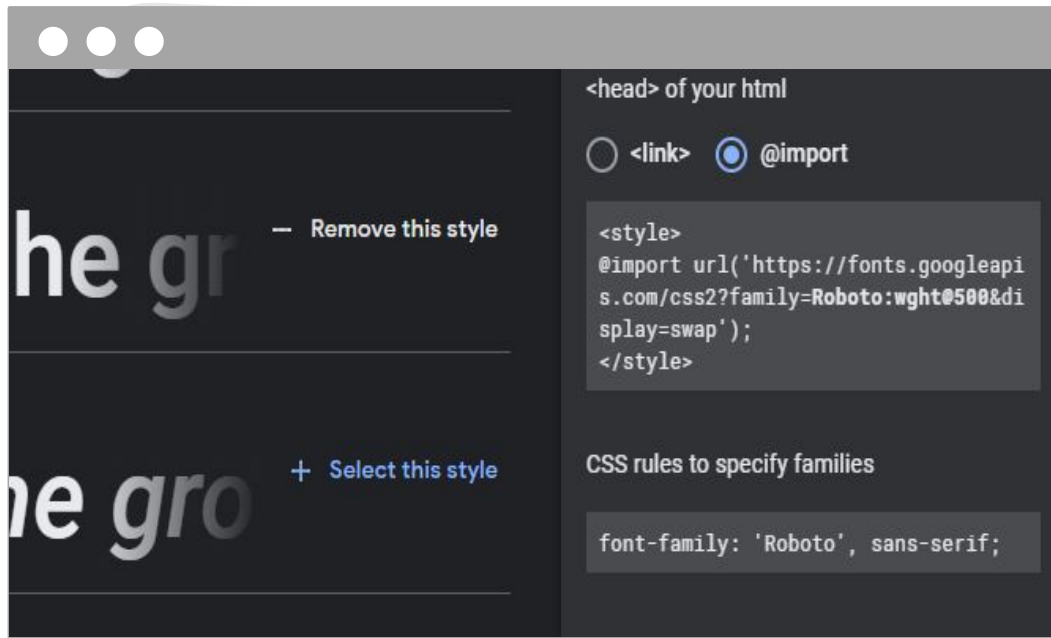 he gr
— Remove this style
ne gro
+ Select this style
<head> of your html
<link> @import
<style>
@import url('https://fonts.googleapi
s.com/css2?family=Roboto:wght@500&di
splay=swap');
</style>
CSS rules to specify families
font-family: 'Roboto', sans-serif;